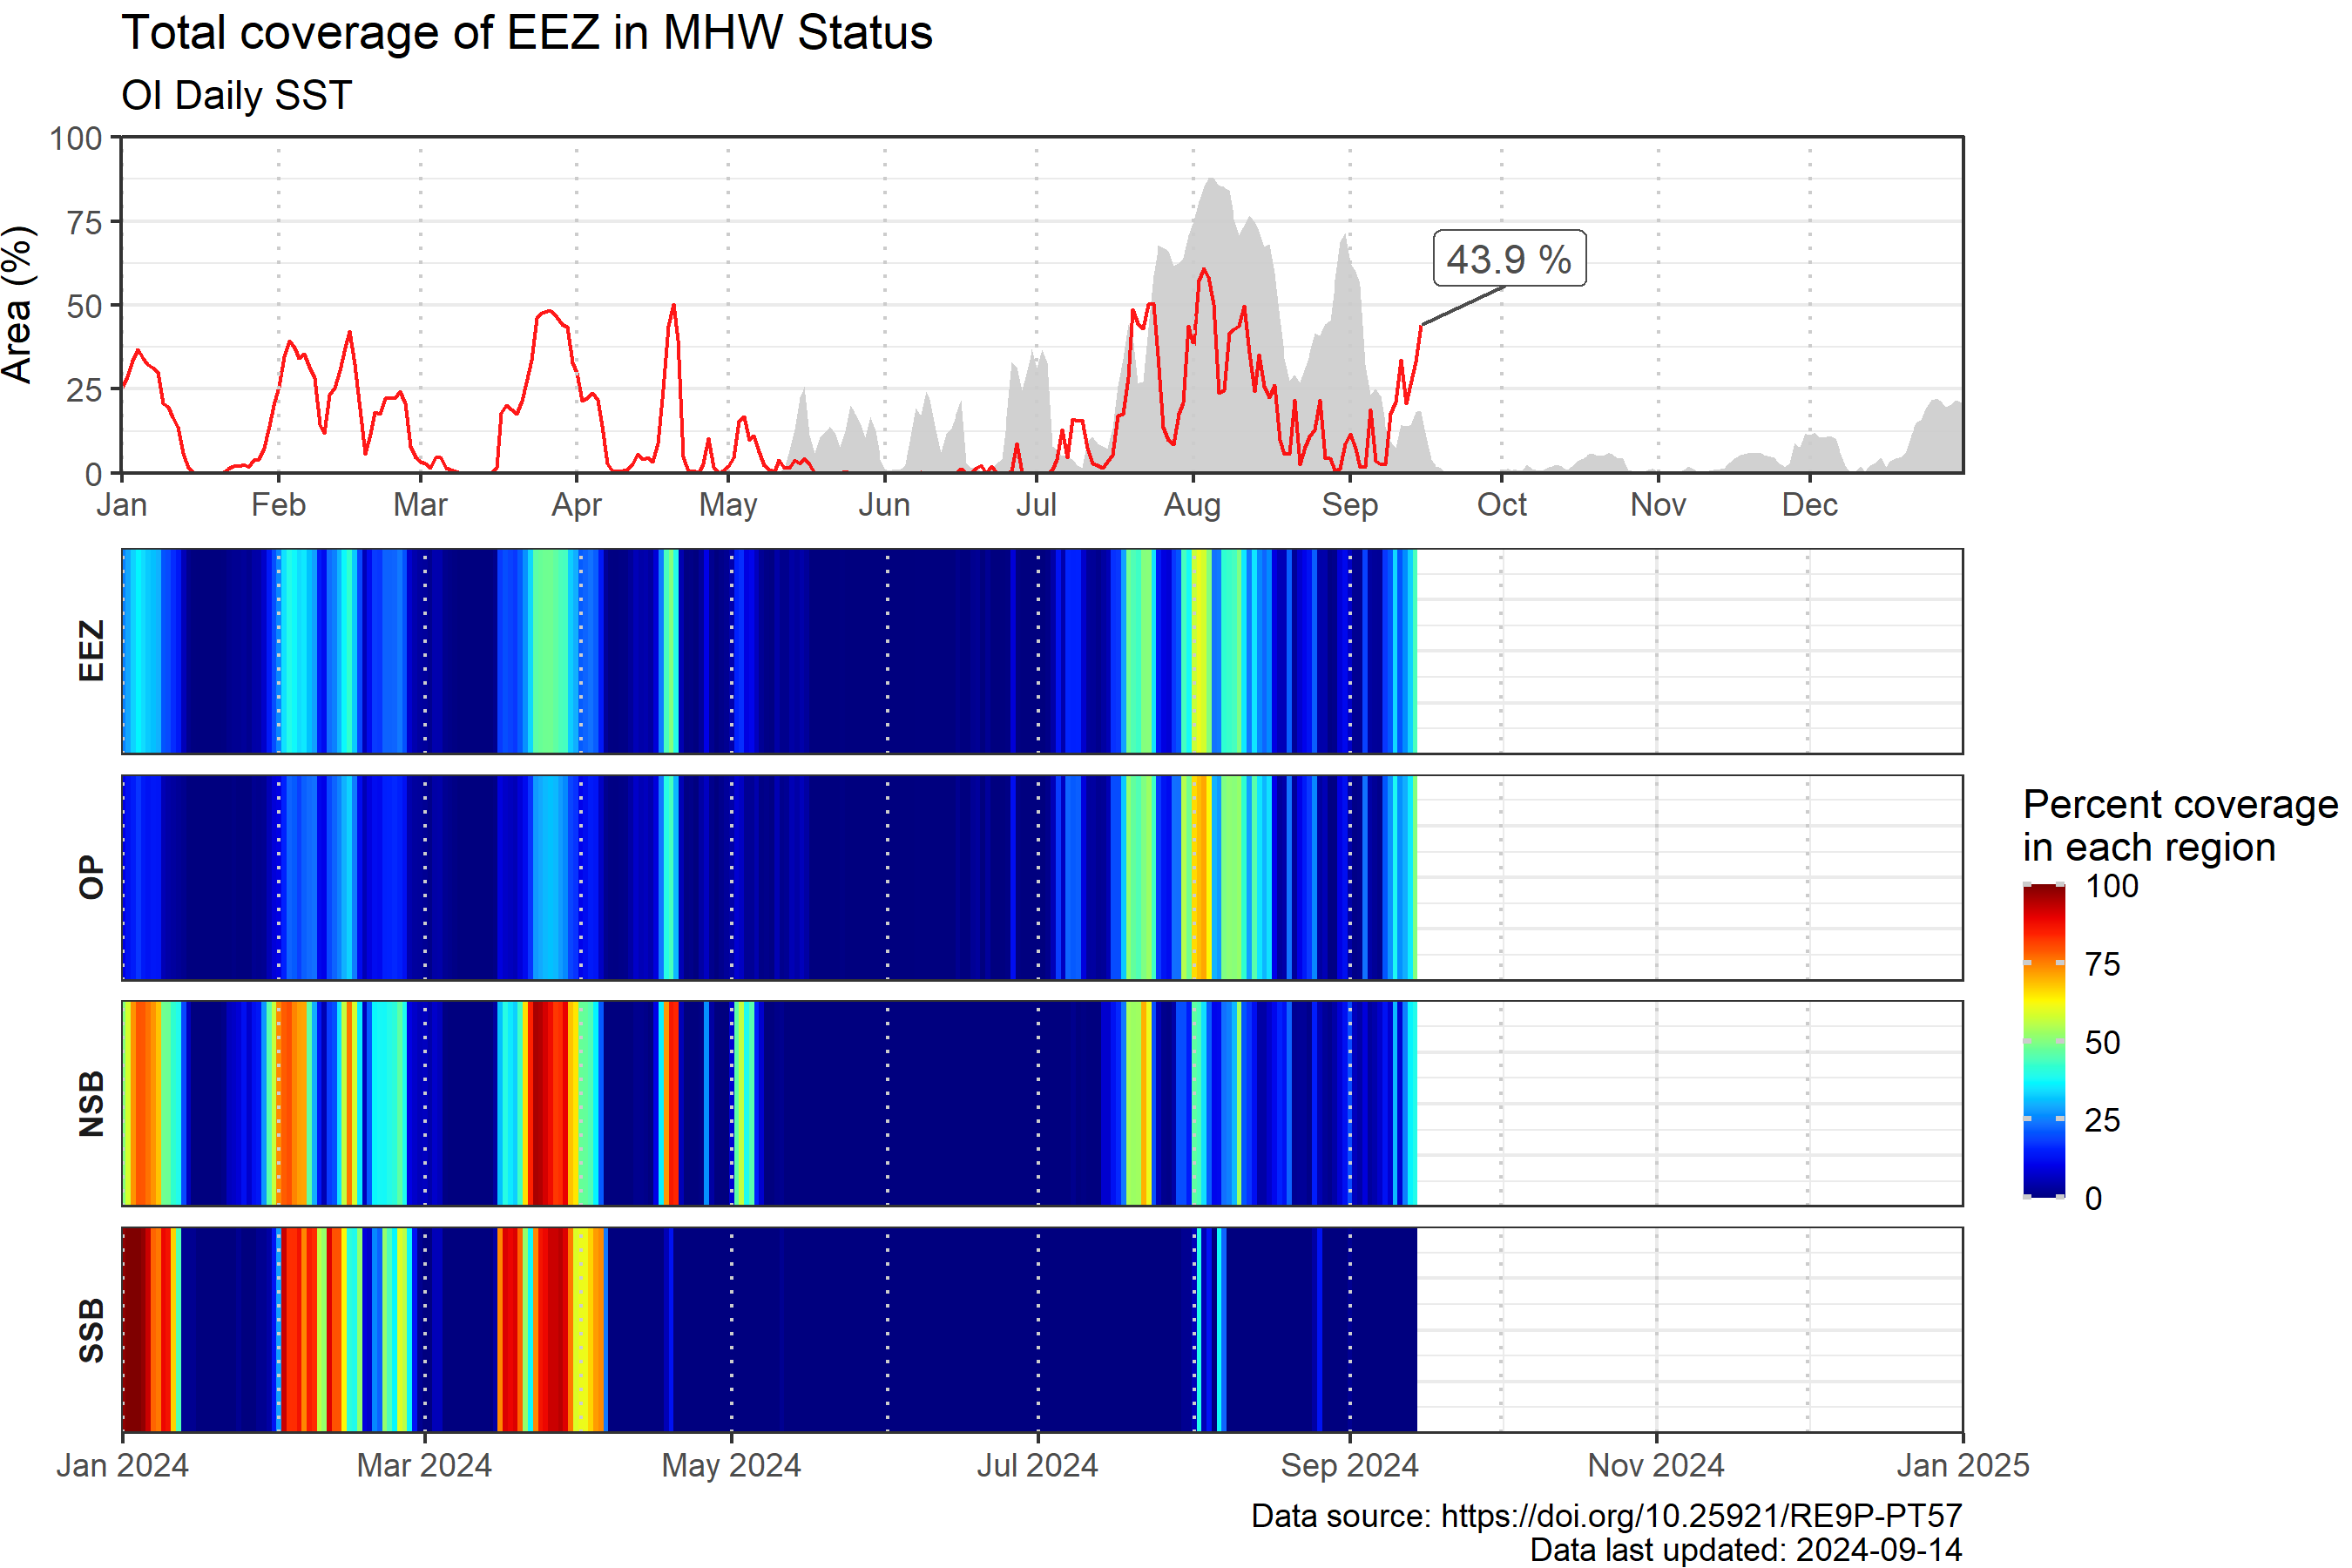 Total coverage of EEZ in MHW Status
OI Daily SST
Area (%)
100
75
50
25
0
43.9 %
Jan Feb Mar Apr May Jun Jul Aug Sep Oct Nov Dec
EEZ
OP
NSB
SSB
Percent coverage
in each region
100
75
50
25
0
Jan 2024 Mar 2024 May 2024 Jul 2024 Sep 2024 Nov 2024 Jan 2025
Data source: https://doi.org/10.25921/RE9P-PT57
Data last updated: 2024-09-14